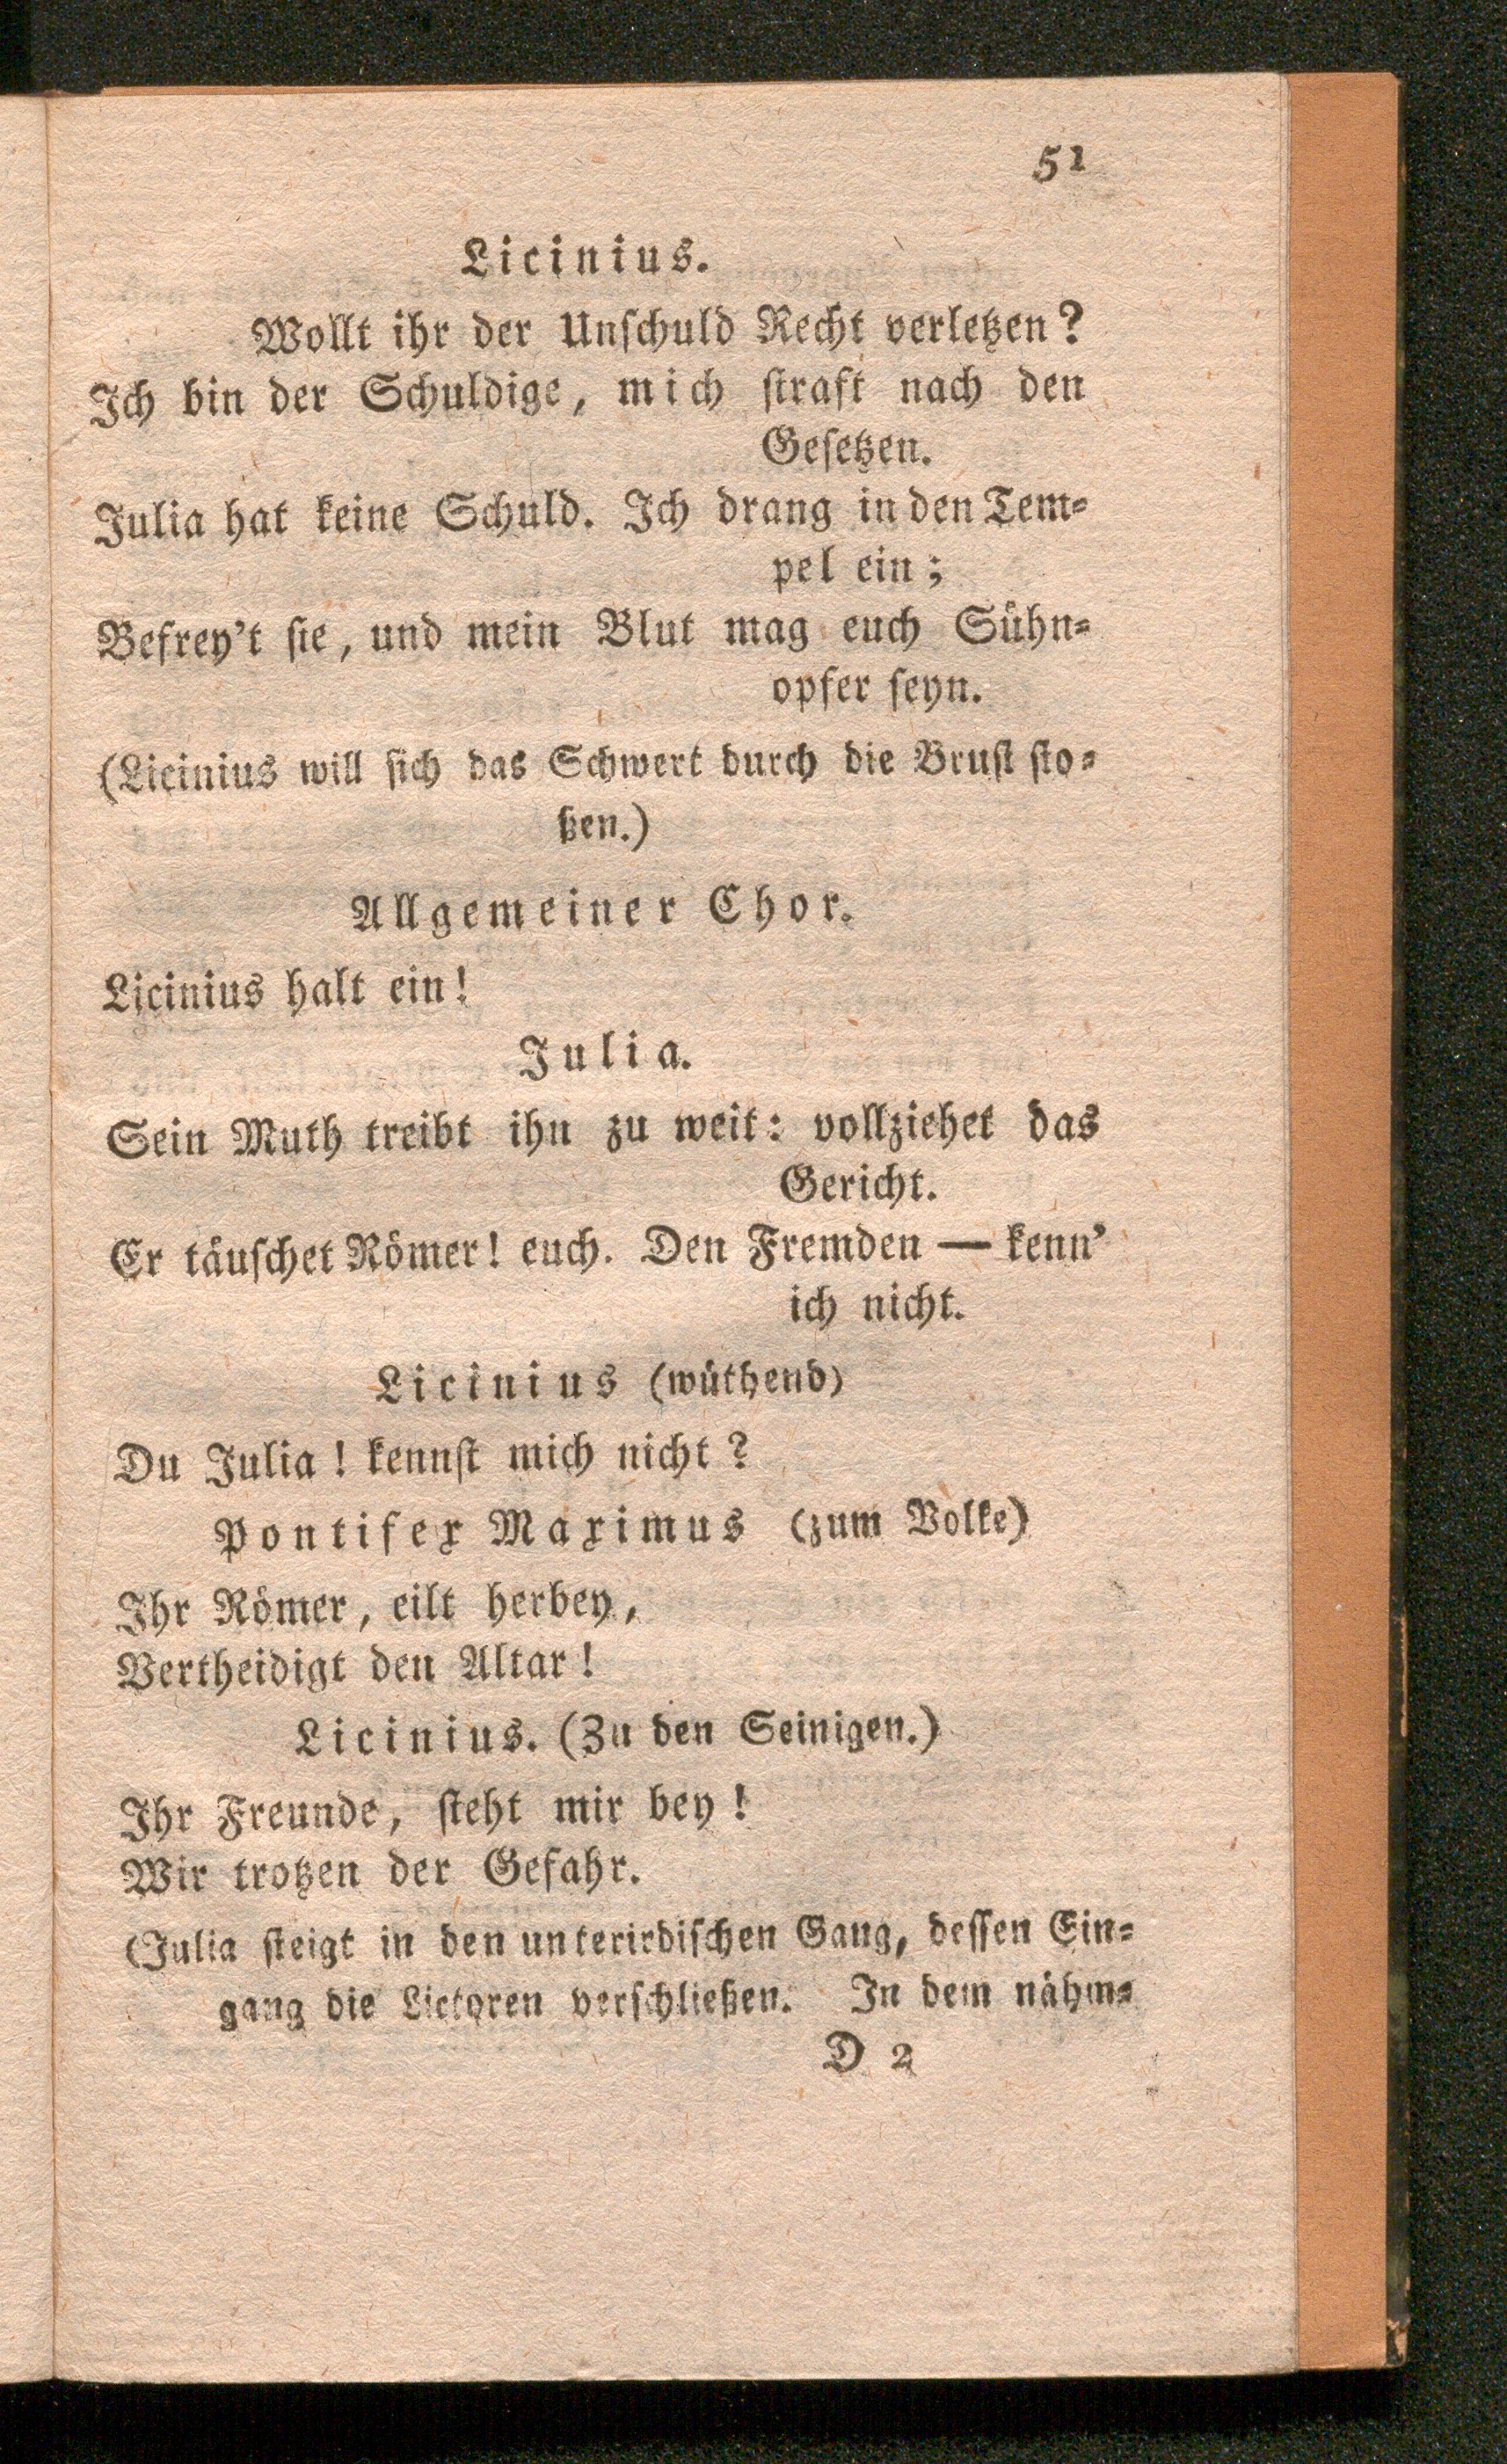 51
Licinius.
Wollt ihr der Unſchuld Recht verletzen?
Ich bin der Schuldige, mich ſtraft nach den
Geſetzen.
Julia hat keine Schuld. Ich drang in den Tem⸗
pel ein;
Befrey't ſie, und mein Blut mag euch Sühn⸗
opfer ſeyn.
(Licinius will ſich das Schwert durch die Bruſt ſto⸗
ßen.)
Allgemeiner Chor.
Licinius halt ein!
Julia.
Sein Muth treibt ihn zu weit: vollziehet das
Gericht.
Er täuſchet Römer! euch. Den Fremden — kenn'
ich nicht.
Licinius (wüthend)
Du Julia! kennſt mich nicht?
Pontifex Maximus (zum Volke)
Ihr Römer, eilt herbey,
Vertheidigt den Altar!
Licinius. (Zu den Seinigen.)
Ihr Freunde, ſteht mir bey!
Wir trotzen der Gefahr.
(Julia ſteigt in den unterirdiſchen Gang, deſſen Ein⸗
gang die Lictoren verſchließen. In dem nähm⸗
D 2